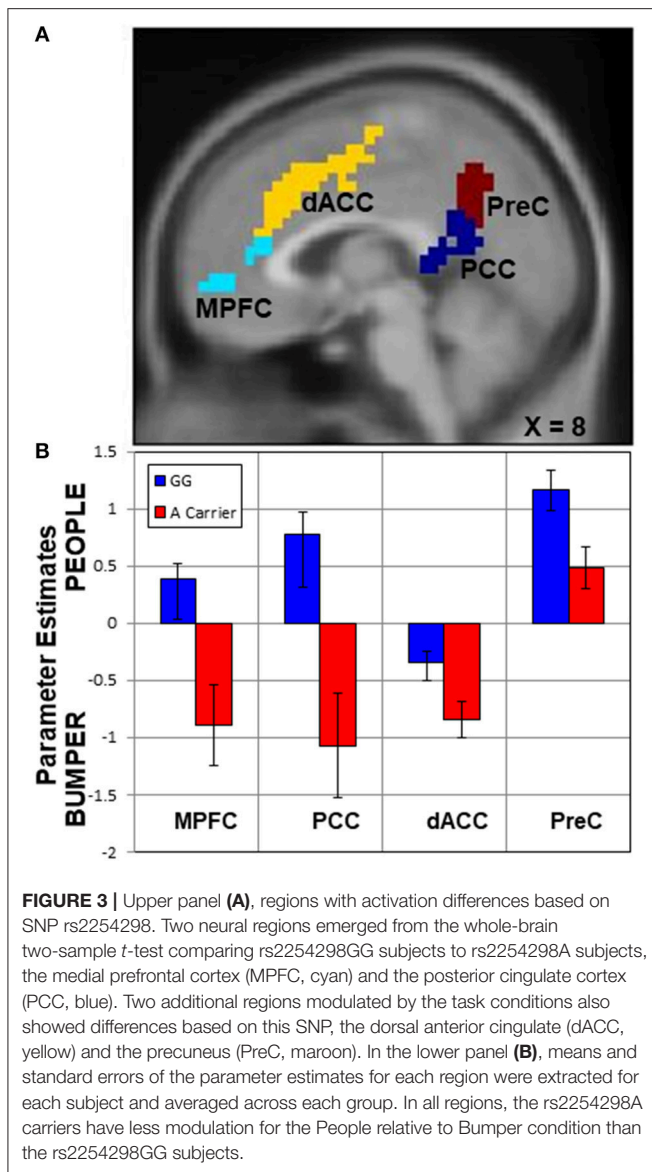 A
dACC
PreC
PCC
MPFC
X = 8
B
Parameter Estimates
BUMPER PEOPLE
GG
A Carrier
1.5
1
0.5
0
-0.5
-1
-1.5
-2
MPFC PCC dACC PreC
FIGURE 3 | Upper panel (A), regions with activation differences based on
SNP rs2254298. Two neural regions emerged from the whole-brain
two-sample t-test comparing rs2254298GG subjects to rs2254298A subjects,
the medial prefrontal cortex (MPFC, cyan) and the posterior cingulate cortex
(PCC, blue). Two additional regions modulated by the task conditions also
showed differences based on this SNP, the dorsal anterior cingulate (dACC,
yellow) and the precuneus (PreC, maroon). In the lower panel (B), means and
standard errors of the parameter estimates for each region were extracted for
each subject and averaged across each group. In all regions, the rs2254298A
carriers have less modulation for the People relative to Bumper condition than
the rs2254298GG subjects.